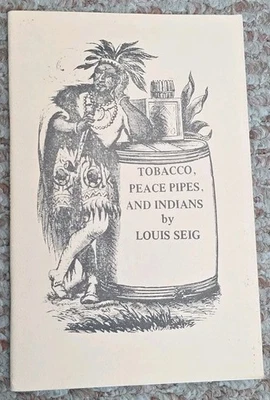 TOBACCO,
PEACE PIPES,
AND INDIANS
by
LOUIS SEIG